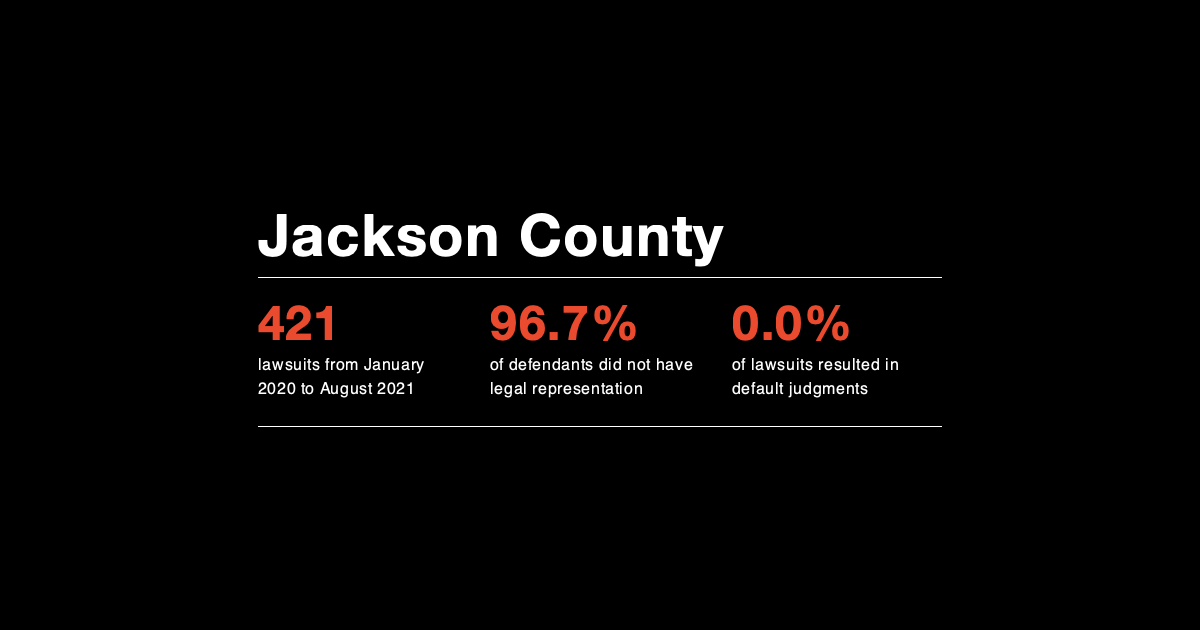 Jackson County
421
lawsuits from January
2020 to August 2021
96.7%
of defendants did not have
legal representation
0.0%
of lawsuits resulted in
default judgments